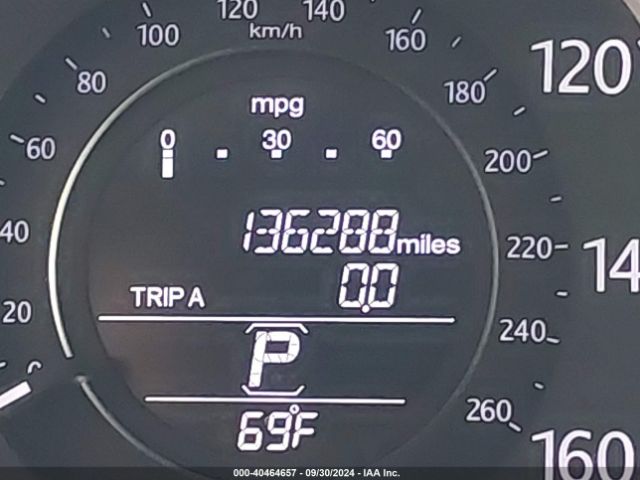 120 140
100 km/h 160
80 180 120
mpg
0 30 60
60 200
136288 miles
40 220 14
TRIP A 0.0
20 240
P
260
69°F 160
000-40464657 - 09/30/2024 - IAA Inc.